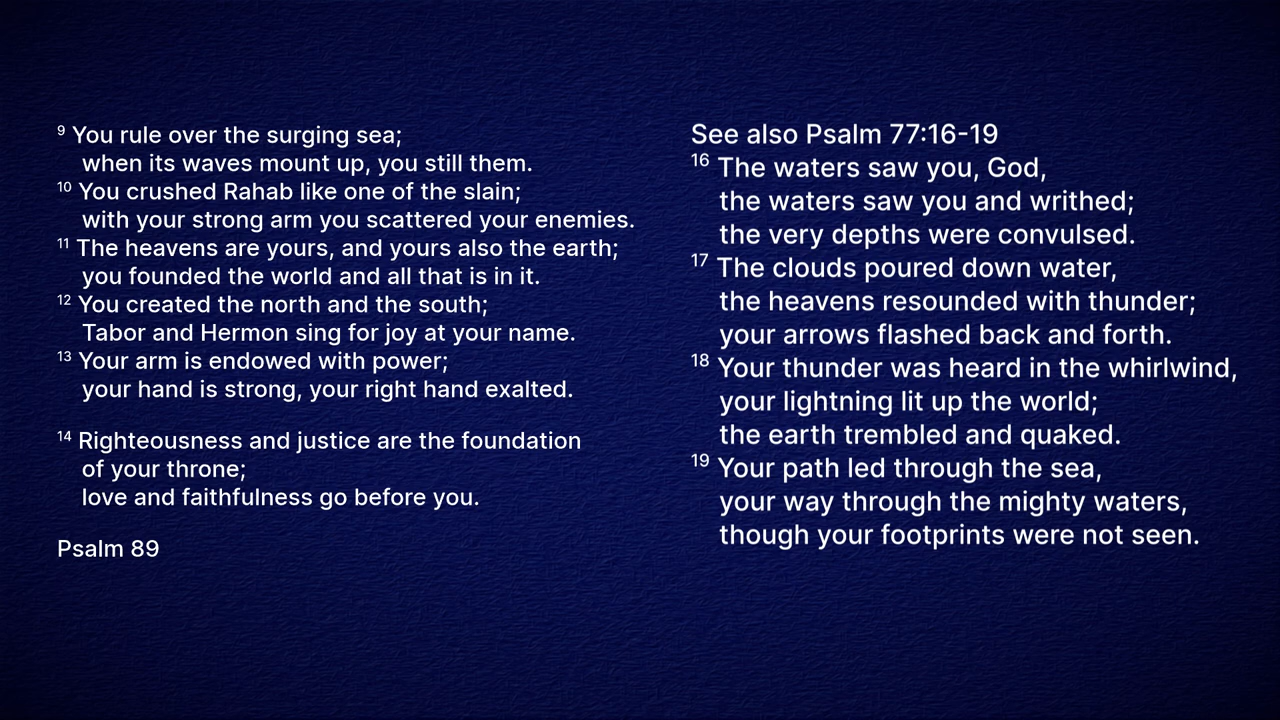 9 You rule over the surging sea;
when its waves mount up, you still them.
10 You crushed Rahab like one of the slain;
with your strong arm you scattered your enemies.
11 The heavens are yours, and yours also the earth;
you founded the world and all that is in it.
12 You created the north and the south;
Tabor and Hermon sing for joy at your name.
13 Your arm is endowed with power;
your hand is strong, your right hand exalted.
14 Righteousness and justice are the foundation
of your throne;
love and faithfulness go before you.
Psalm 89
See also Psalm 77:16-19
16 The waters saw you, God,
the waters saw you and writhed;
the very depths were convulsed.
17 The clouds poured down water,
the heavens resounded with thunder;
your arrows flashed back and forth.
18 Your thunder was heard in the whirlwind,
your lightning lit up the world;
the earth trembled and quaked.
19 Your path led through the sea,
your way through the mighty waters,
though your footprints were not seen.